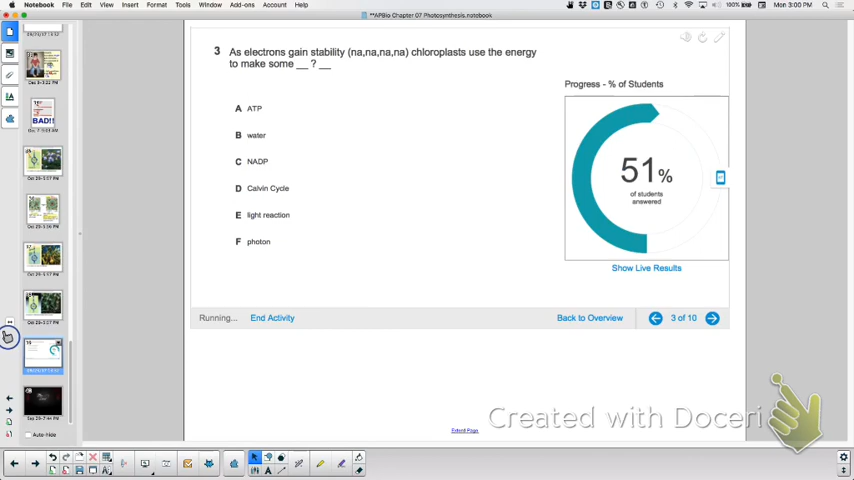 Notebook File Edit View Insert Format Tools Window Add-ons Account Help
100% Mon 3:00 PM
**APBio Chapter 07 Photosynthesis.notebook
3 As electrons gain stability (na,na,na,na) chloroplasts use the energy
to make some __ ? __
Progress - % of Students
A ATP
B water
C NADP
D Calvin Cycle
E light reaction
F photon
51%
of students
answered
Show Live Results
Running... End Activity
Back to Overview 3 of 10
BAD!!
Auto-hide
Extend Page
Created with Doceri